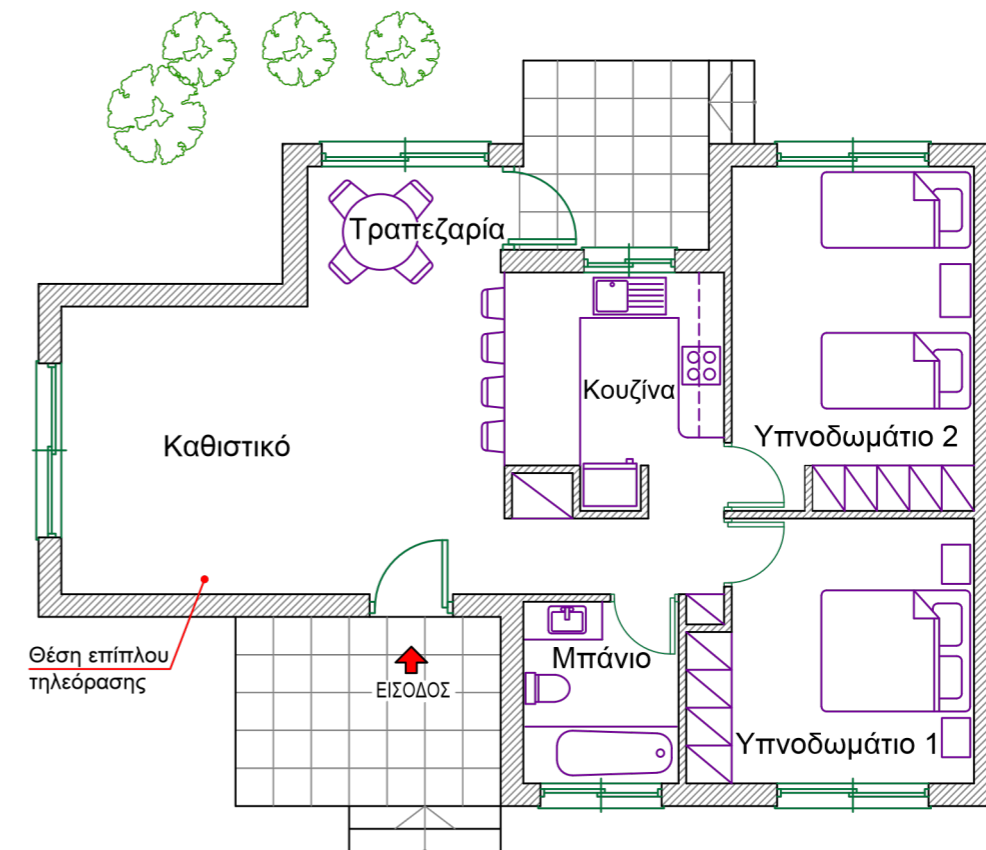 Τραπεζαρία
Κουζίνα
Υπνοδωμάτιο 2
Καθιστικό
Θέση επίπλου
τηλεόρασης
ΕΙΣΟΔΟΣ
Μπάνιο
Υπνοδωμάτιο 1